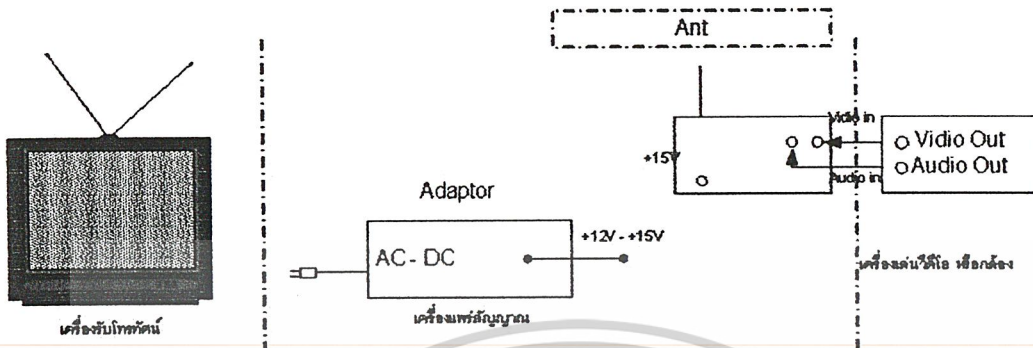 Ant
Vidio in
+15V
Vidio Out
Audio Out
Audio in
Adaptor
+12V - +15V
AC - DC
เครื่องเล่นวีดีโอ หรือกล้อง
เครื่องแพร่สัญญาณ
เครื่องรับโทรทัศน์